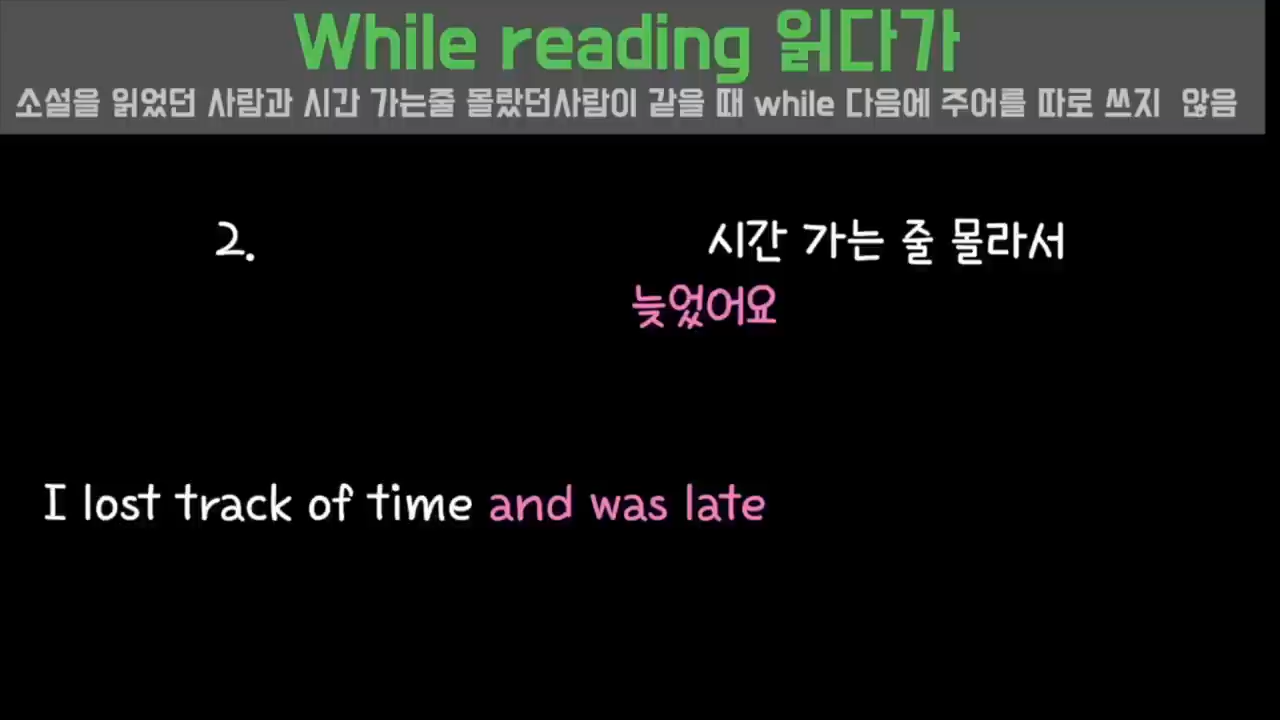 While reading 읽다가
소설을 읽었던 사람과 시간 가는줄 몰랐던사람이 같을 때 while 다음에 주어를 따로 쓰지 않음
2. 시간 가는 줄 몰라서
늦었어요
I lost track of time and was late